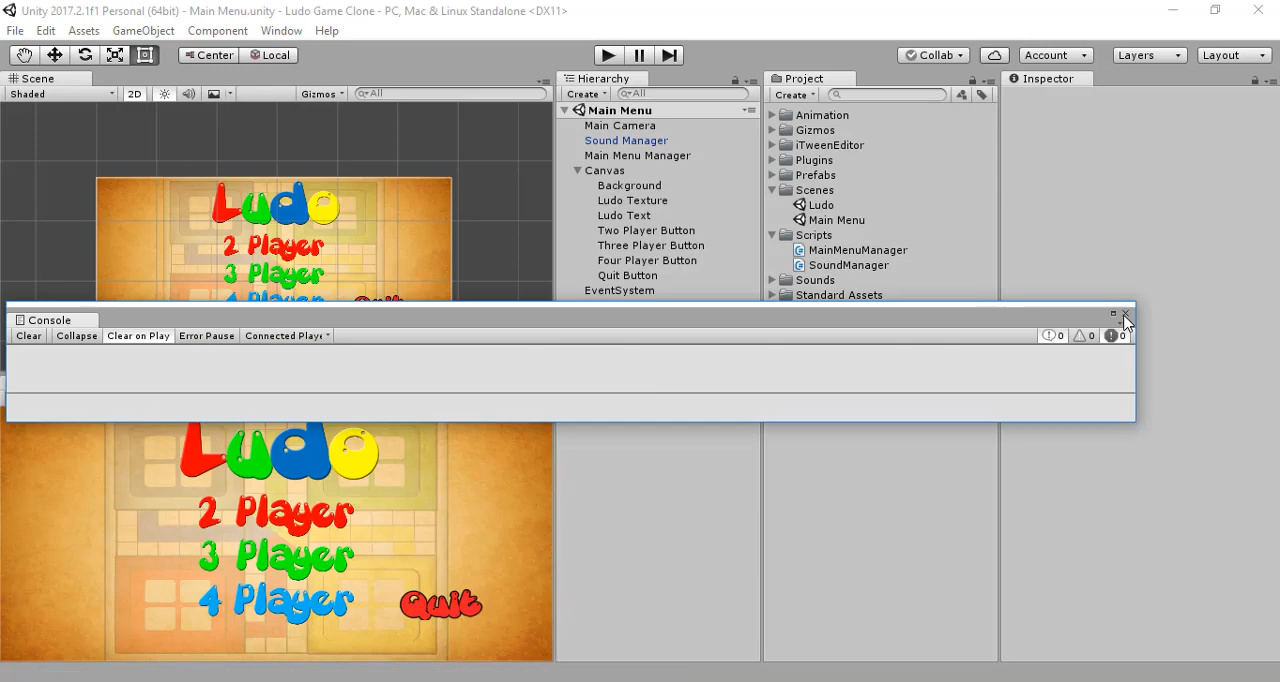 Unity 2017.2.1f1 Personal (64bit) - Main Menu.unity - Ludo Game Clone - PC, Mac & Linux Standalone <DX11>
File Edit Assets GameObject Component Window Help
Center Local Collab Account Layers Layout
Scene
Shaded 2D Gizmos All
Ludo
2 Player
3 Player
4 Player
Quit
Hierarchy
Create All
Main Menu
Main Camera
Sound Manager
Main Menu Manager
Canvas
Background
Ludo Texture
Ludo Text
Two Player Button
Three Player Button
Four Player Button
Quit Button
EventSystem
Project
Create
Animation
Gizmos
iTweenEditor
Plugins
Prefabs
Scenes
Ludo
Main Menu
Scripts
MainMenuManager
SoundManager
Sounds
Standard Assets
Inspector
Console
Clear Collapse Clear on Play Error Pause Connected Playe 0 0 0
Ludo
2 Player
3 Player
4 Player
Quit